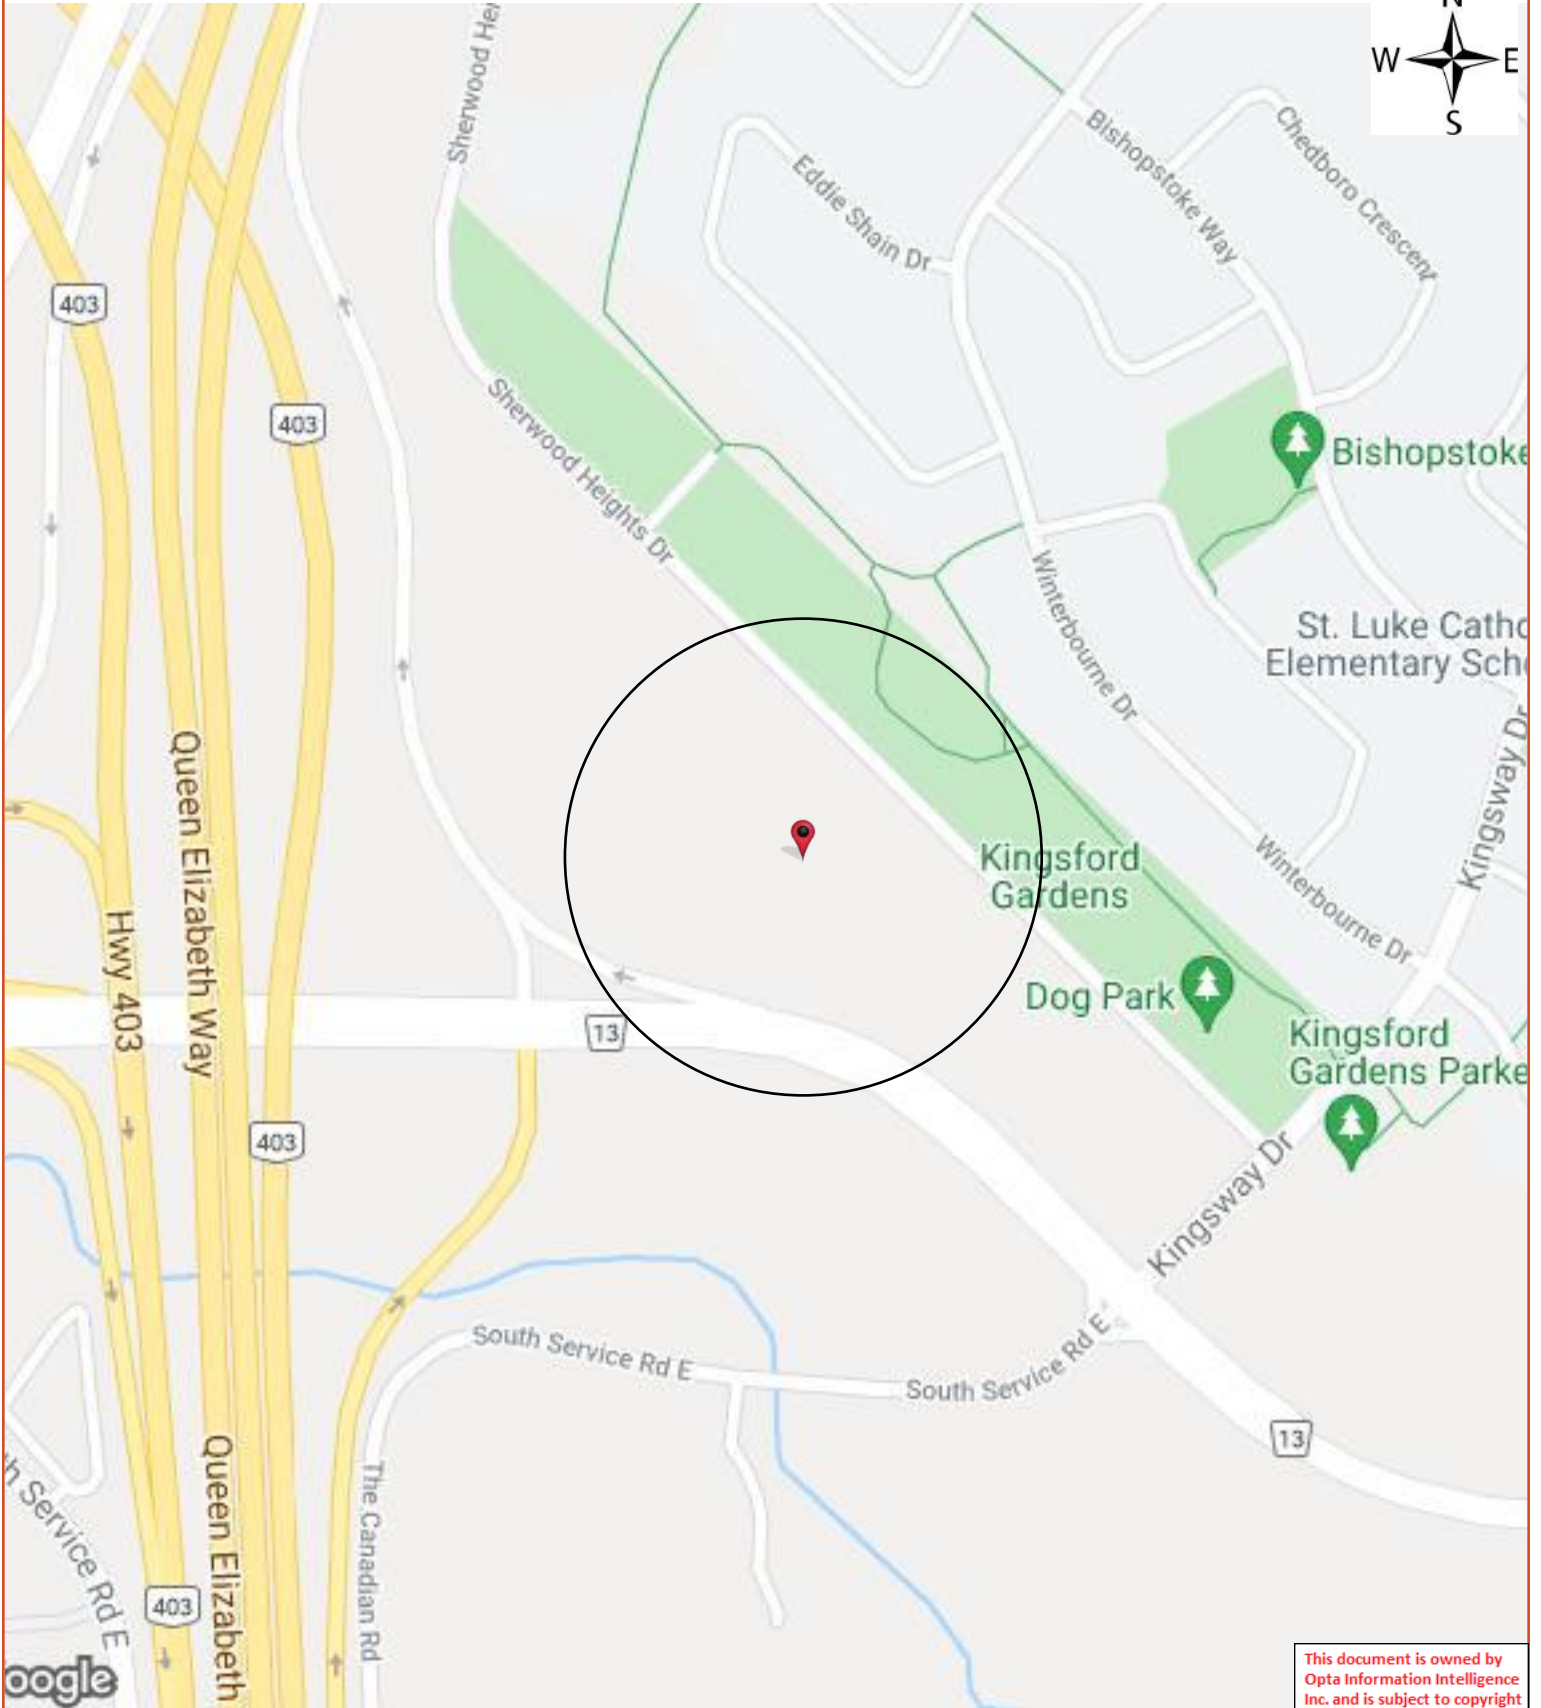 N
W E
S
Sherwood Hei
Bishopstoke Way
Chedboro Crescent
Eddie Shain Dr
403
403
Sherwood Heights Dr
Bishopstoke
Winterbourne Dr
St. Luke Catho
Elementary Sch
Kingsway Dr
Queen Elizabeth Way
Hwy 403
Kingsford
Gardens
Winterbourne Dr
Dog Park
13
Kingsford
Gardens Parke
403
Kingsway Dr
South Service Rd E
South Service Rd E
13
Queen Elizabeth
The Canadian Rd
h Service Rd E
403
oogle
This document is owned by
Opta Information Intelligence
Inc. and is subject to copyright